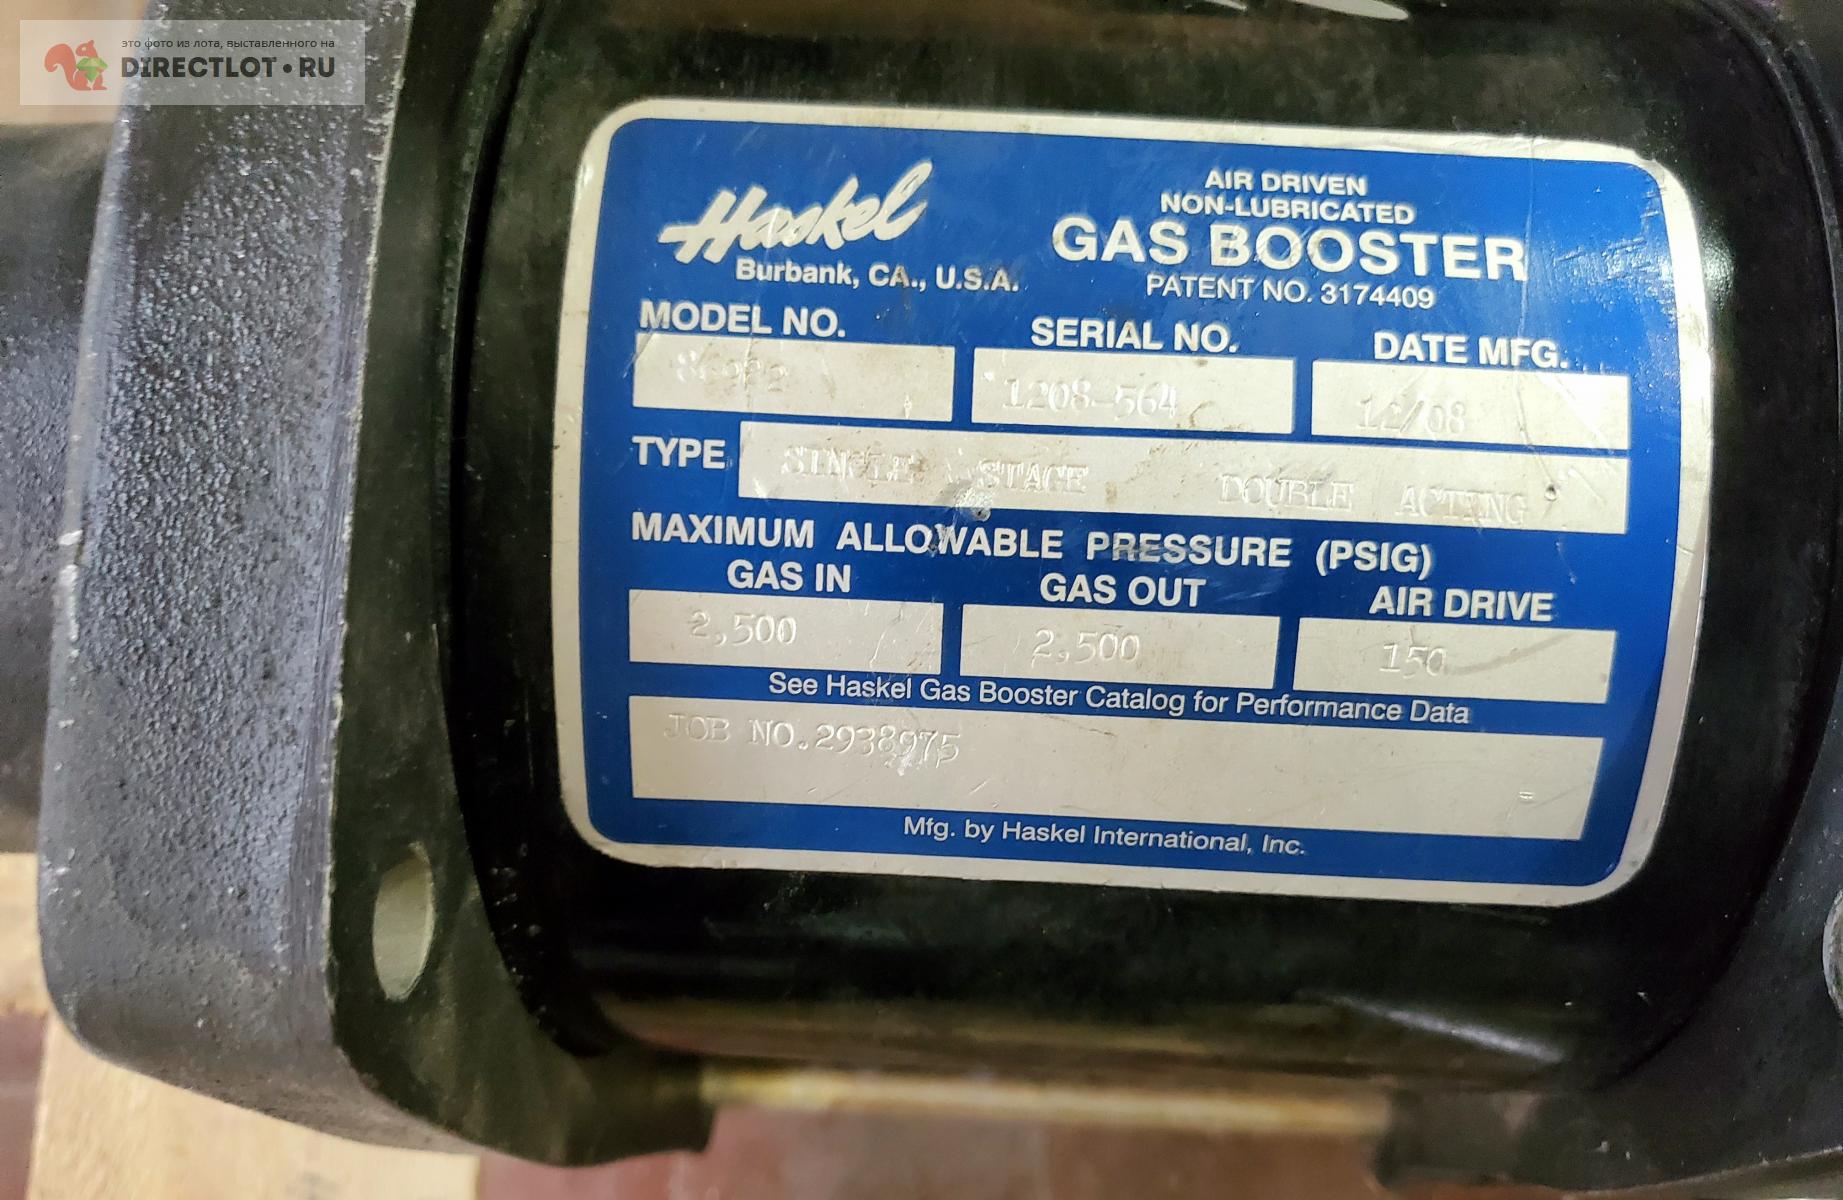 это фото из лота, выставленного на
DIRECTLOT•RU
Haskel
Burbank, CA., U.S.A.
AIR DRIVEN
NON-LUBRICATED
GAS BOOSTER
PATENT NO. 3174409
MODEL NO. SERIAL NO. DATE MFG.
1208-564 12/08
TYPE SINGLE STAGE DOUBLE ACTING
MAXIMUM ALLOWABLE PRESSURE (PSIG)
GAS IN GAS OUT AIR DRIVE
2,500 2,500 150
See Haskel Gas Booster Catalog for Performance Data
JOB NO.2938975
Mfg. by Haskel International, Inc.